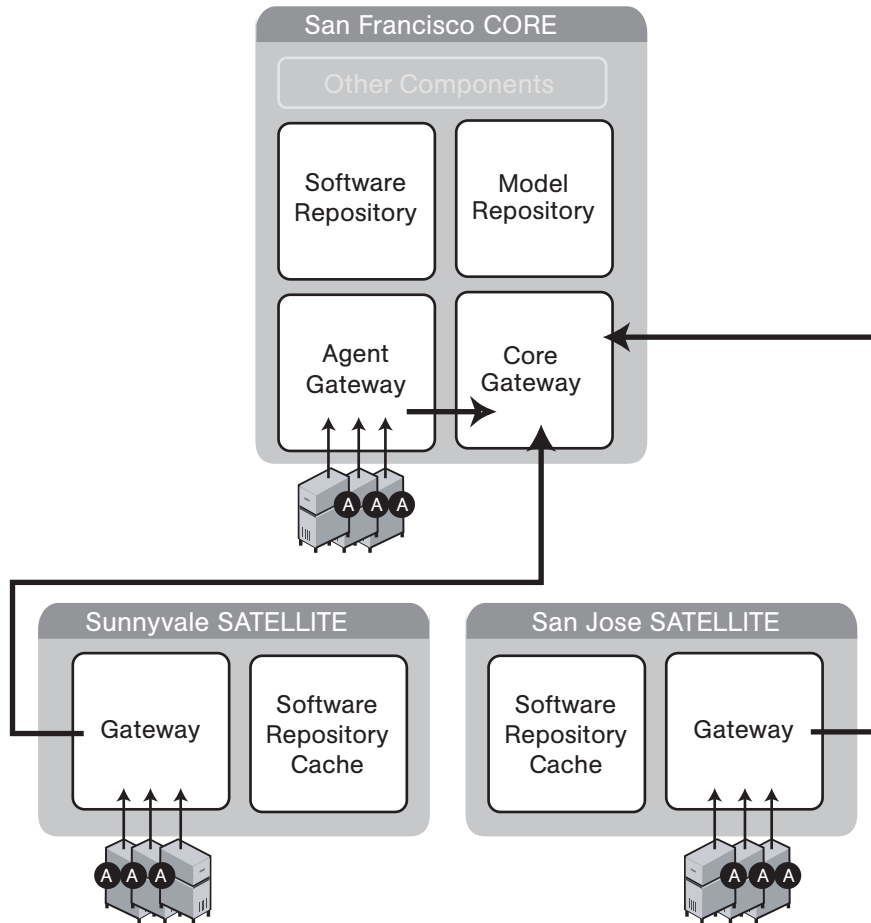 San Francisco CORE
Other Components
Software
Repository
Model
Repository
Agent
Gateway
Core
Gateway
A A A
Sunnyvale SATELLITE
Gateway
Software
Repository
Cache
A A A
San Jose SATELLITE
Software
Repository
Cache
Gateway
A A A